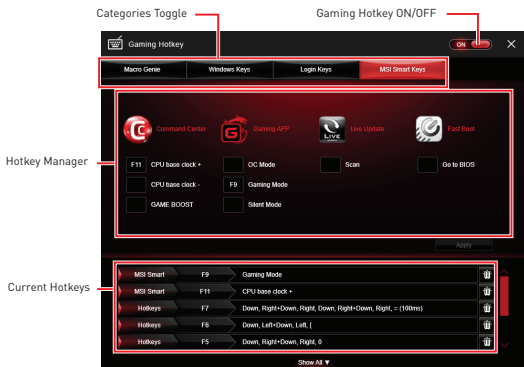 Categories Toggle Gaming Hotkey ON/OFF
Gaming Hotkey ON
Macro Genie Windows Keys Login Keys MSI Smart Keys
Command Center Gaming APP LIVE Live Update Fast Boot
Hotkey Manager F11 CPU base clock + OC Mode Scan Go to BIOS
CPU base clock - F9 Gaming Mode
GAME BOOST Silent Mode
Apply
MSI Smart F9 Gaming Mode
Current Hotkeys MSI Smart F11 CPU base clock +
Hotkeys F7 Down, Right+Down, Right, Down, Right+Down, Right, = (100ms)
Hotkeys F6 Down, Left+Down, Left, [
Hotkeys F5 Down, Right+Down, Right, 0
Show All ▼